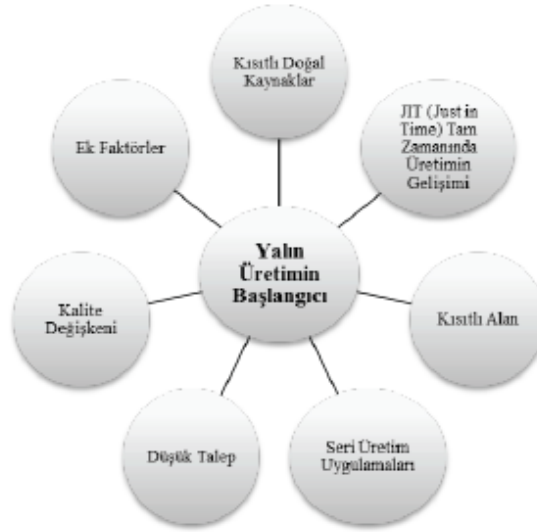 Kısıtlı Doğal
Kaynaklar
JIT (Just in
Time) Tam
Zamanında
Üretimin
Gelişimi
Kısıtlı Alan
Seri Üretim
Uygulamaları
Düşük Talep
Kalite
Değişkeni
Ek Faktörler
Yalın
Üretimin
Başlangıcı